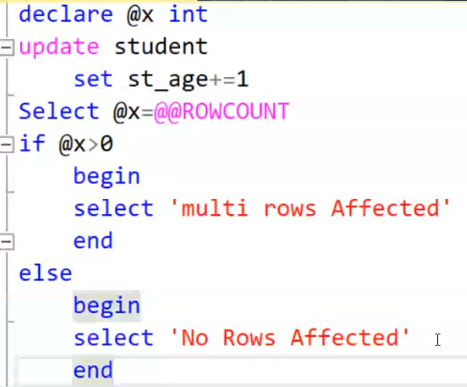 declare @x int
update student
set st_age+=1
Select @x=@@ROWCOUNT
if @x>0
begin
select 'multi rows Affected'
end
else
begin
select 'No Rows Affected'
end